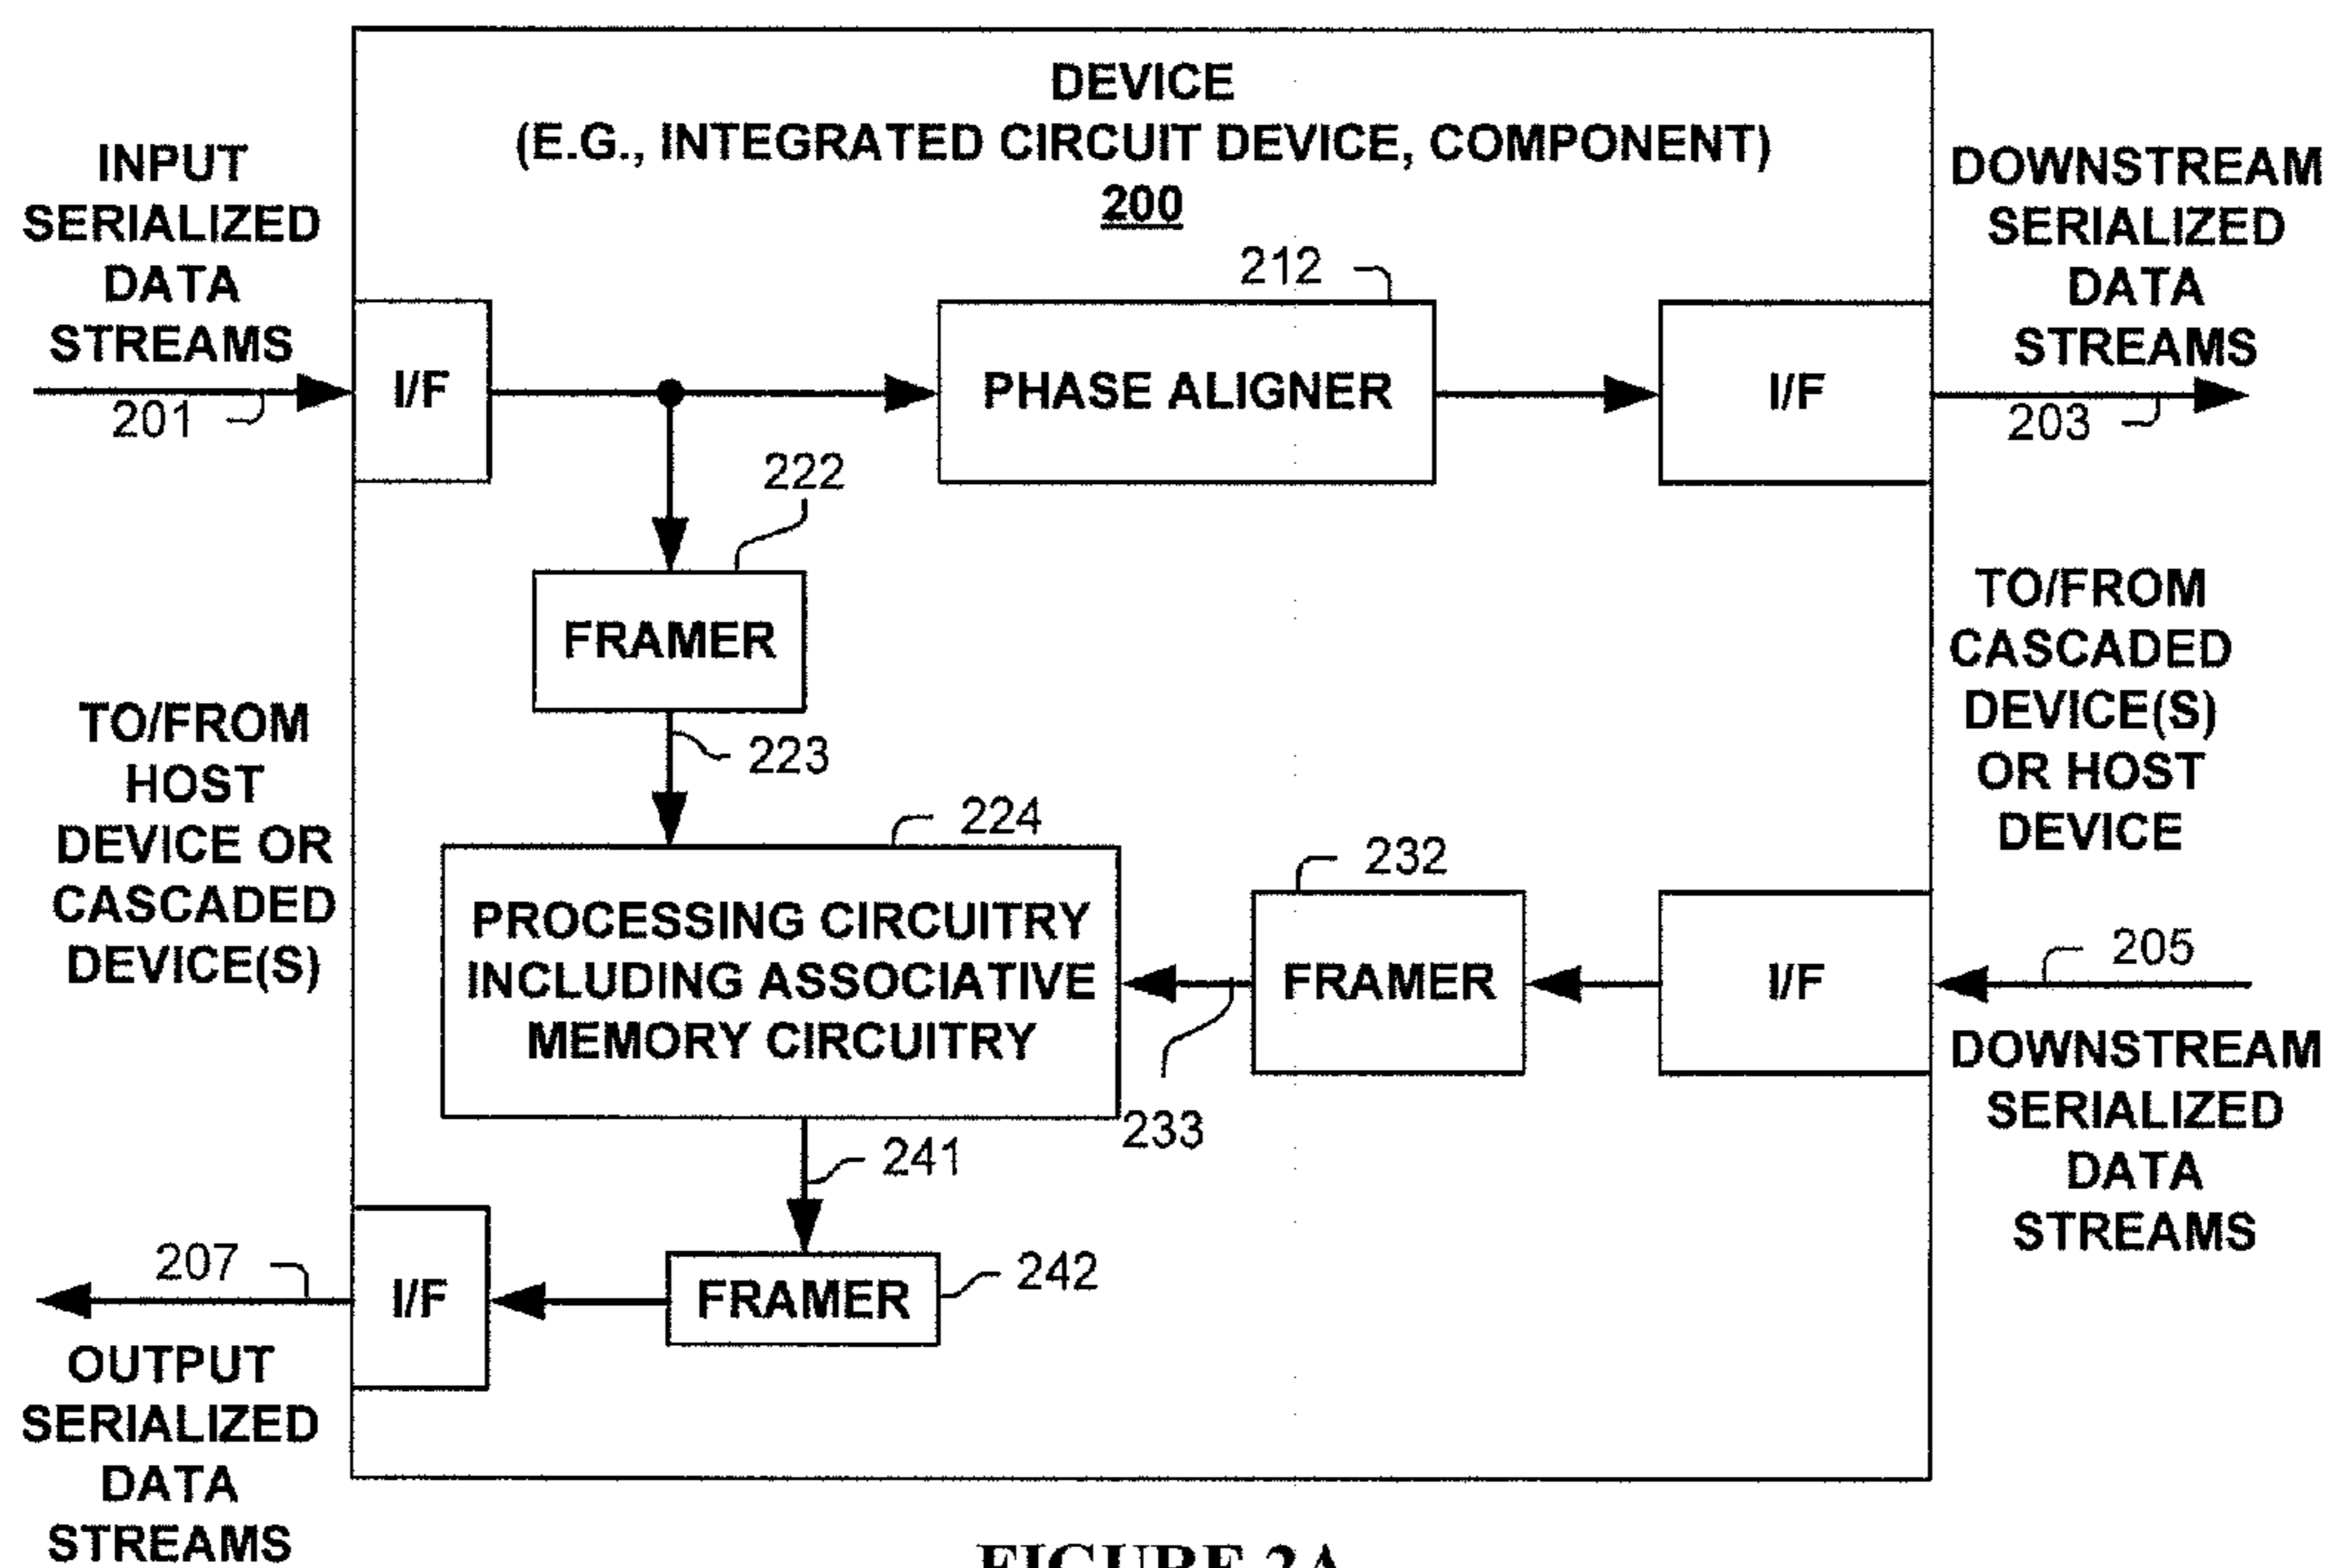 DEVICE
(E.G., INTEGRATED CIRCUIT DEVICE, COMPONENT)
200
INPUT
SERIALIZED
DATA
STREAMS
201
I/F
212
PHASE ALIGNER
I/F
DOWNSTREAM
SERIALIZED
DATA
STREAMS
203
222
FRAMER
223
TO/FROM
HOST
DEVICE OR
CASCADED
DEVICE(S)
TO/FROM
CASCADED
DEVICE(S)
OR HOST
DEVICE
224
PROCESSING CIRCUITRY
INCLUDING ASSOCIATIVE
MEMORY CIRCUITRY
232
FRAMER
233
I/F
205
DOWNSTREAM
SERIALIZED
DATA
STREAMS
241
FRAMER
242
I/F
207
OUTPUT
SERIALIZED
DATA
STREAMS
FIGURE 2A